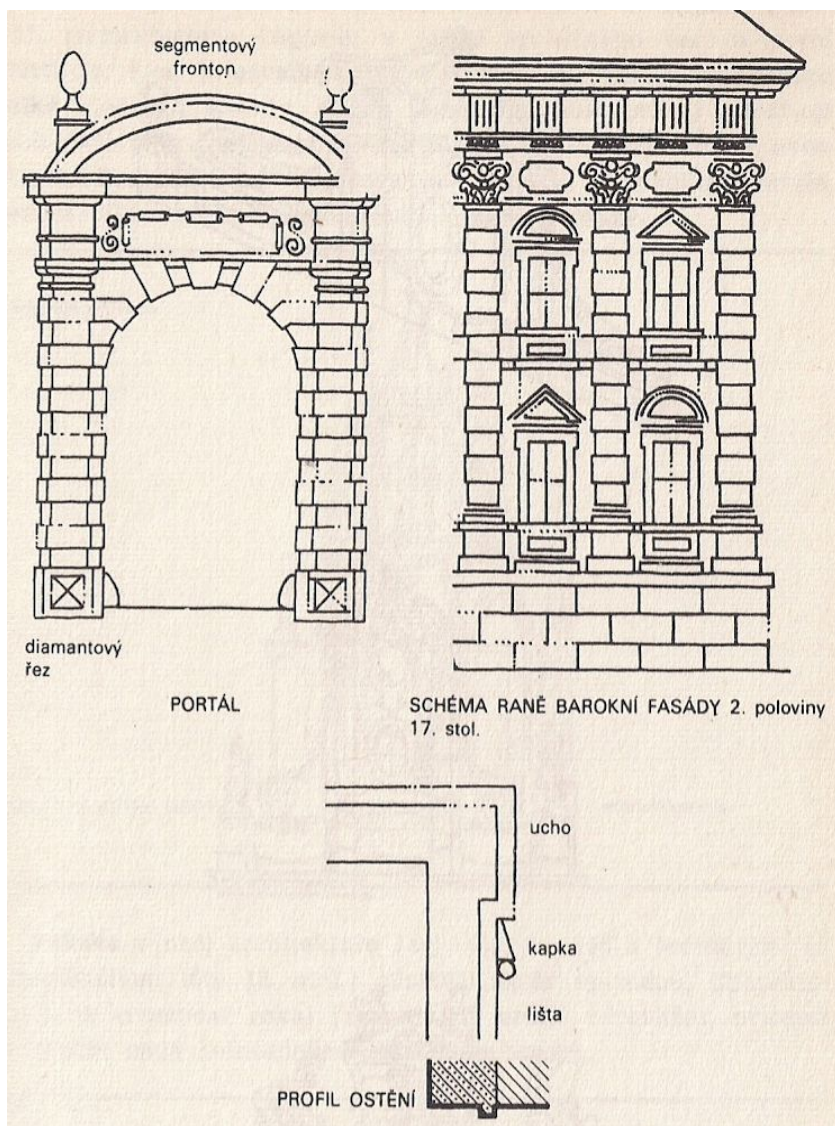 segmentový
fronton
diamantový
řez
PORTÁL
SCHÉMA RANĚ BAROKNÍ FASÁDY 2. poloviny
17. stol.
ucho
kapka
lišta
PROFIL OSTĚNÍ